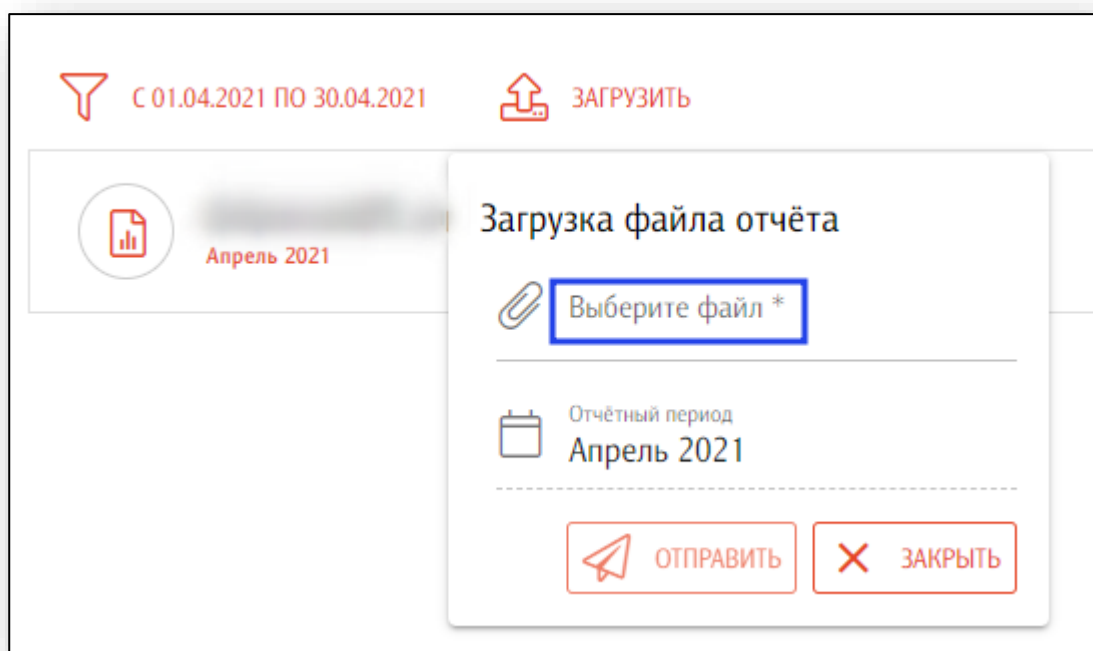 С 01.04.2021 ПО 30.04.2021
ЗАГРУЗИТЬ
Апрель 2021
Загрузка файла отчёта
Выберите файл *
Отчётный период
Апрель 2021
ОТПРАВИТЬ
ЗАКРЫТЬ